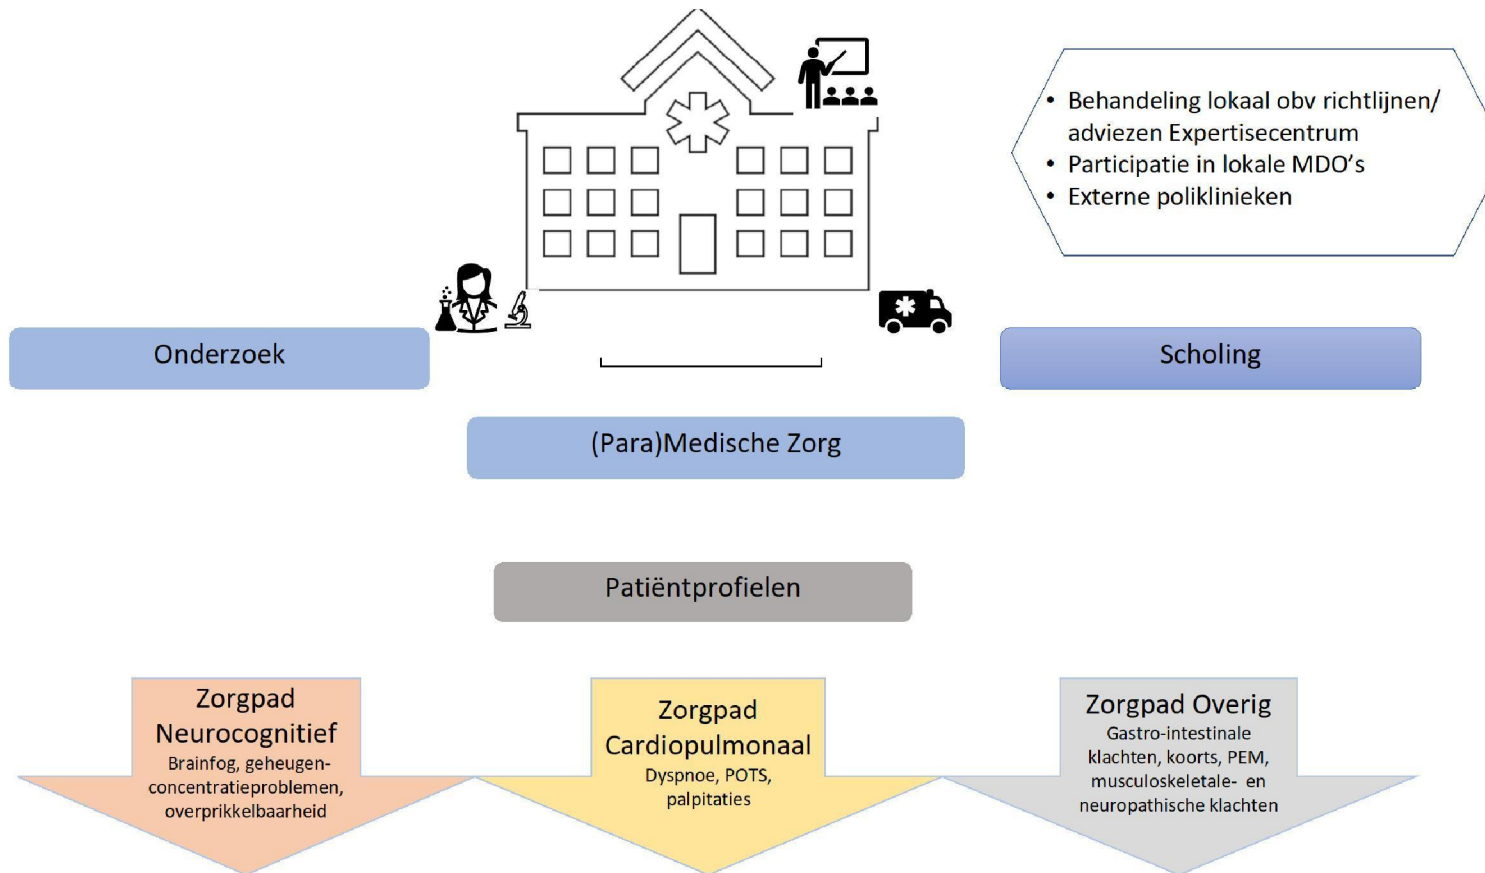 • Behandeling lokaal obv richtlijnen/
adviezen Expertisecentrum
• Participatie in lokale MDO's
• Externe poliklinieken
Onderzoek
Scholing
(Para)Medische Zorg
Patiëntprofielen
Zorgpad
Neurocognitief
Brainfog, geheugen-
concentratieproblemen,
overprikkelbaarheid
Zorgpad
Cardiopulmonaal
Dyspnoe, POTS,
palpitaties
Zorgpad Overig
Gastro-intestinale
klachten, koorts, PEM,
musculoskeletale- en
neuropathische klachten